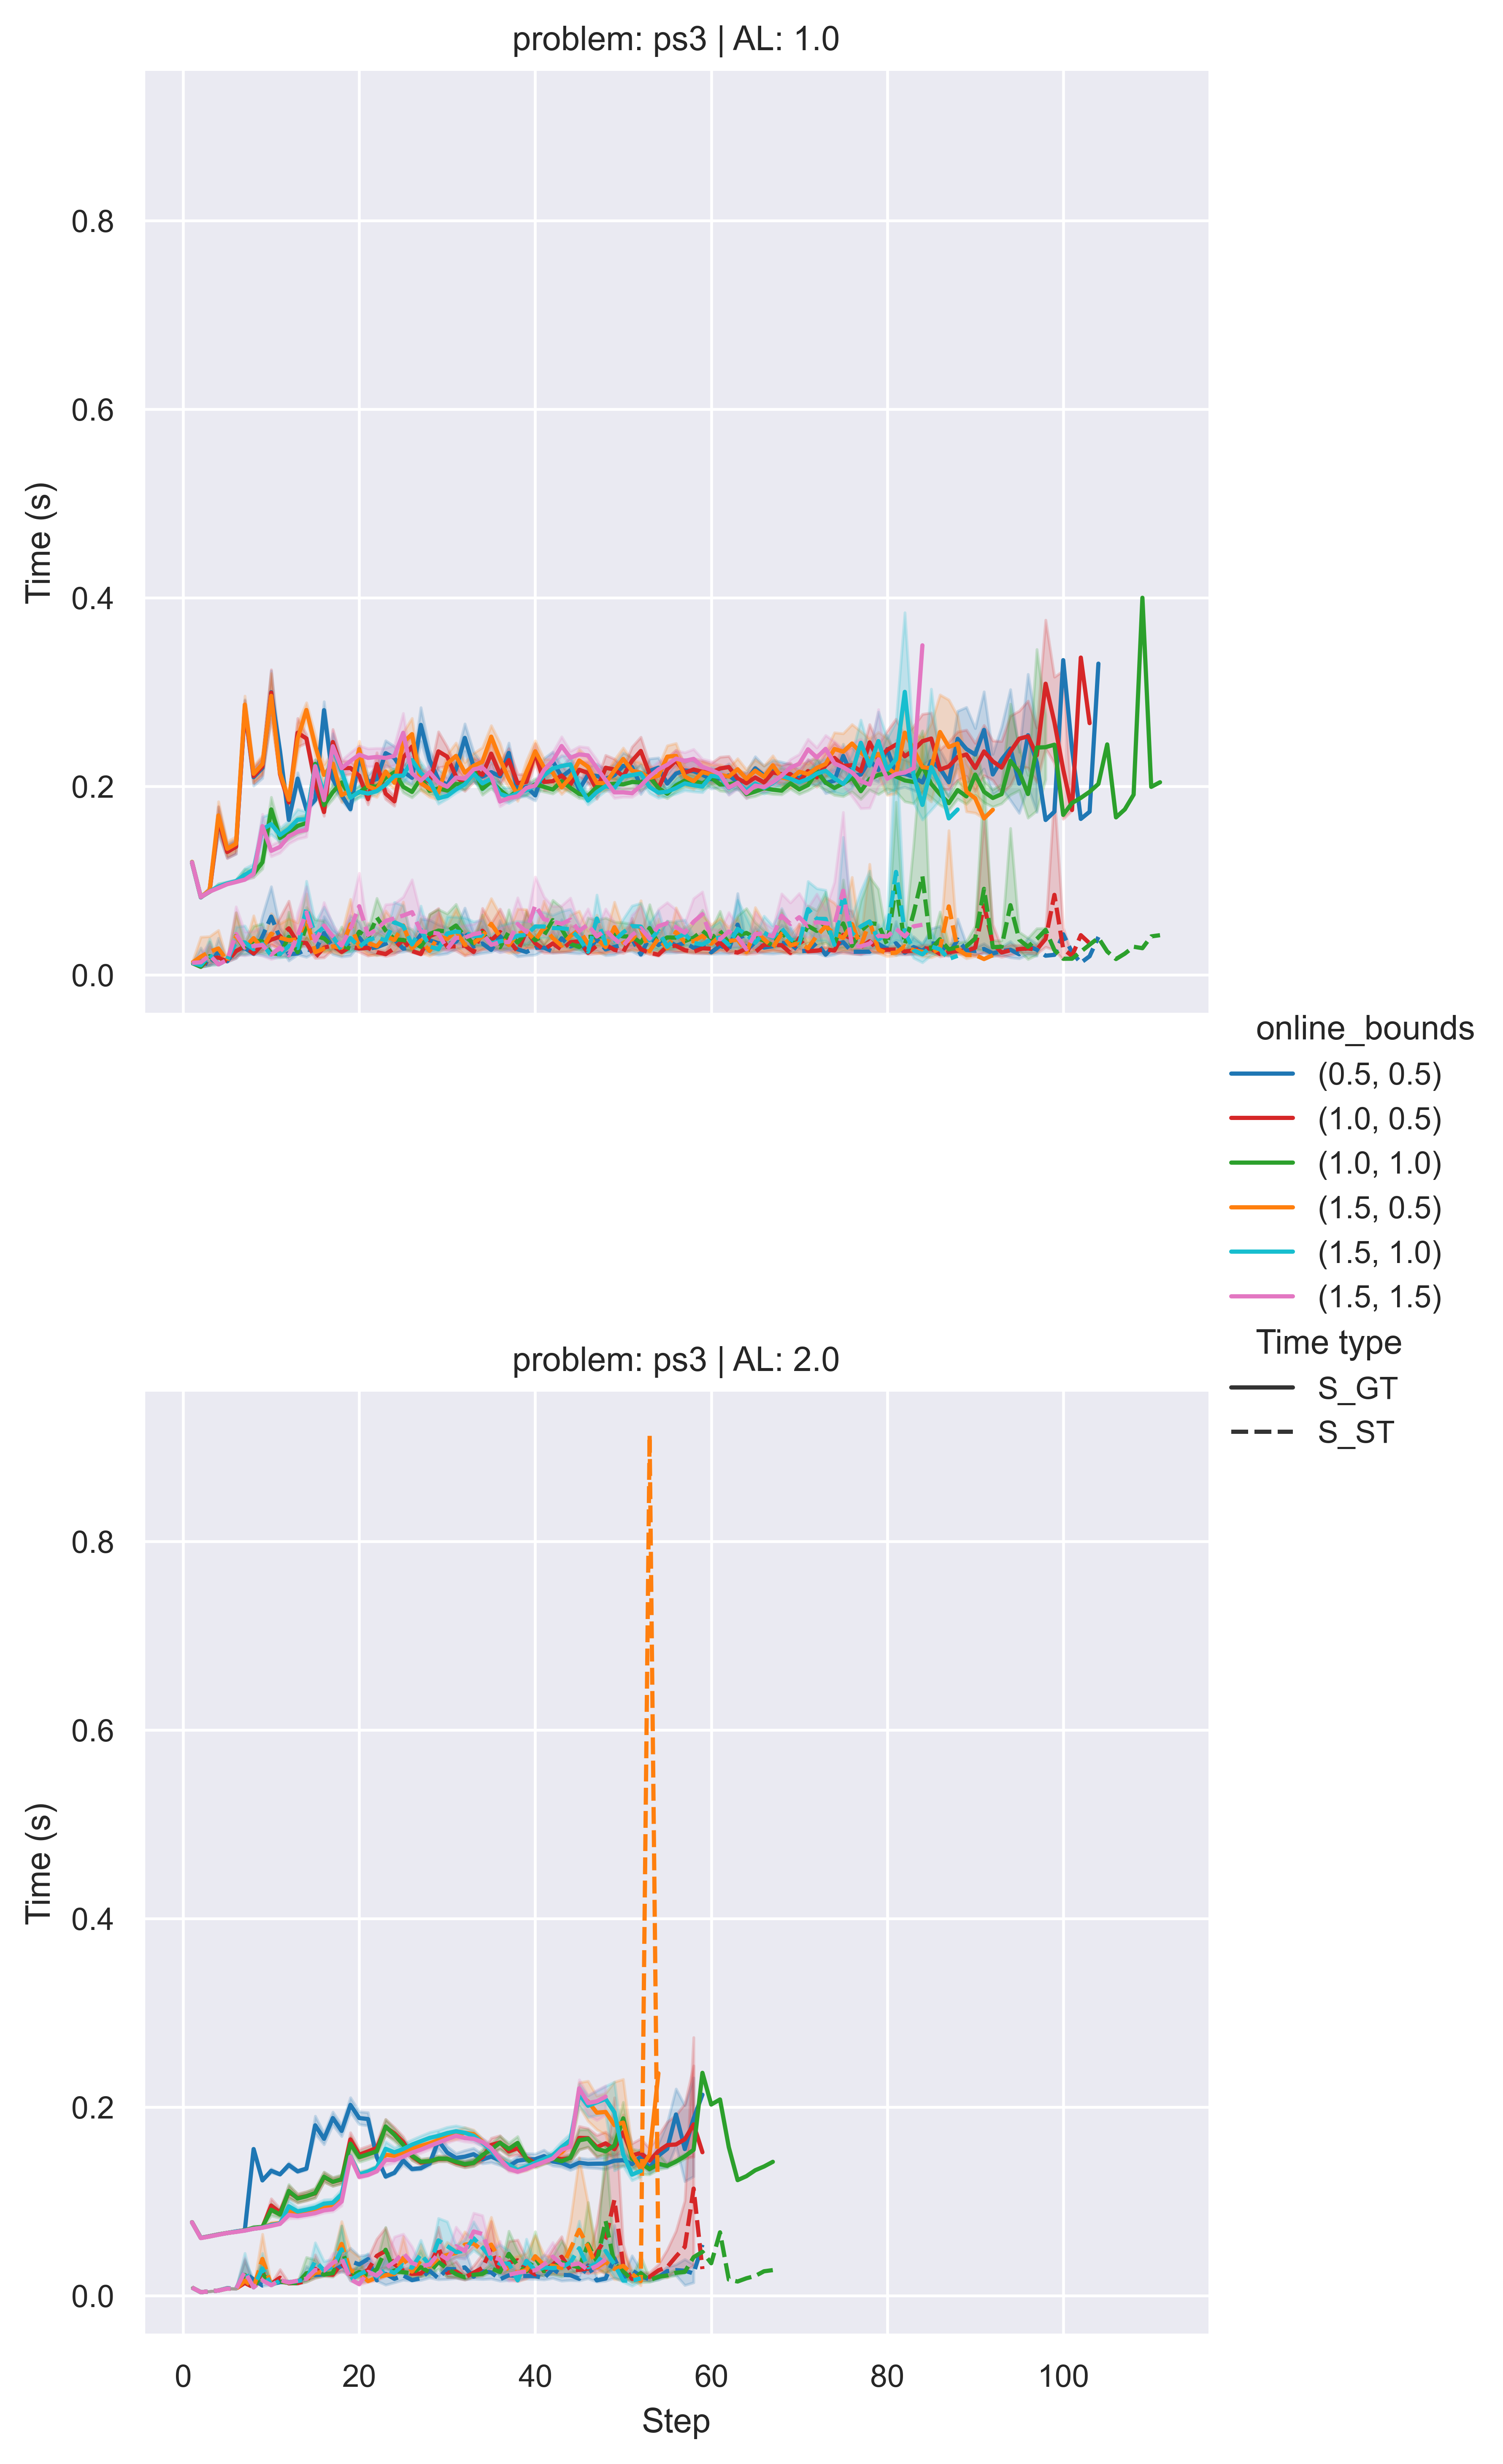 problem: ps3 | AL: 1.0
0.8
0.6
0.4
0.2
0.0
Time (s)
online_bounds
(0.5, 0.5)
(1.0, 0.5)
(1.0, 1.0)
(1.5, 0.5)
(1.5, 1.0)
(1.5, 1.5)
Time type
S_GT
S_ST
problem: ps3 | AL: 2.0
0.8
0.6
0.4
0.2
0.0
Time (s)
0 20 40 60 80 100
Step